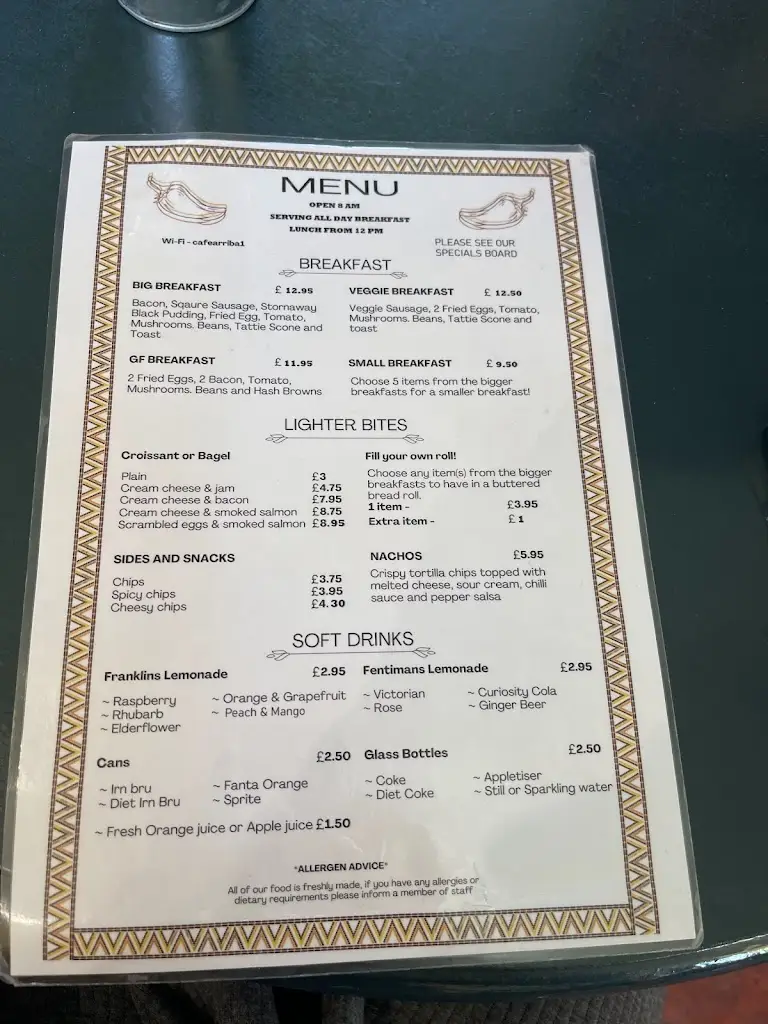 MENU
OPEN 8 AM
SERVING ALL DAY BREAKFAST
LUNCH FROM 12 PM
Wi-Fi - cafearriba1
PLEASE SEE OUR
SPECIALS BOARD
BREAKFAST
BIG BREAKFAST £ 12.95
Bacon, Sqaure Sausage, Stornaway
Black Pudding, Fried Egg, Tomato,
Mushrooms. Beans, Tattie Scone and
Toast
VEGGIE BREAKFAST £ 12.50
Veggie Sausage, 2 Fried Eggs, Tomato,
Mushrooms. Beans, Tattie Scone and
toast
GF BREAKFAST £ 11.95
2 Fried Eggs, 2 Bacon, Tomato,
Mushrooms. Beans and Hash Browns
SMALL BREAKFAST £ 9.50
Choose 5 items from the bigger
breakfasts for a smaller breakfast!
LIGHTER BITES
Croissant or Bagel
Plain £3
Cream cheese & jam £4.75
Cream cheese & bacon £7.95
Cream cheese & smoked salmon £8.75
Scrambled eggs & smoked salmon £8.95
Fill your own roll!
Choose any item(s) from the bigger
breakfasts to have in a buttered
bread roll.
1 item - £3.95
Extra item - £ 1
SIDES AND SNACKS
Chips £3.75
Spicy chips £3.95
Cheesy chips £4.30
NACHOS £5.95
Crispy tortilla chips topped with
melted cheese, sour cream, chilli
sauce and pepper salsa
SOFT DRINKS
Franklins Lemonade £2.95
~ Raspberry
~ Rhubarb
~ Elderflower
~ Orange & Grapefruit
~ Peach & Mango
Fentimans Lemonade £2.95
~ Victorian
~ Rose
~ Curiosity Cola
~ Ginger Beer
Cans £2.50
~ Irn bru
~ Diet Irn Bru
~ Fanta Orange
~ Sprite
Glass Bottles £2.50
~ Coke
~ Diet Coke
~ Appletiser
~ Still or Sparkling water
~ Fresh Orange juice or Apple juice £1.50
*ALLERGEN ADVICE*
All of our food is freshly made, if you have any allergies or
dietary requirements please inform a member of staff